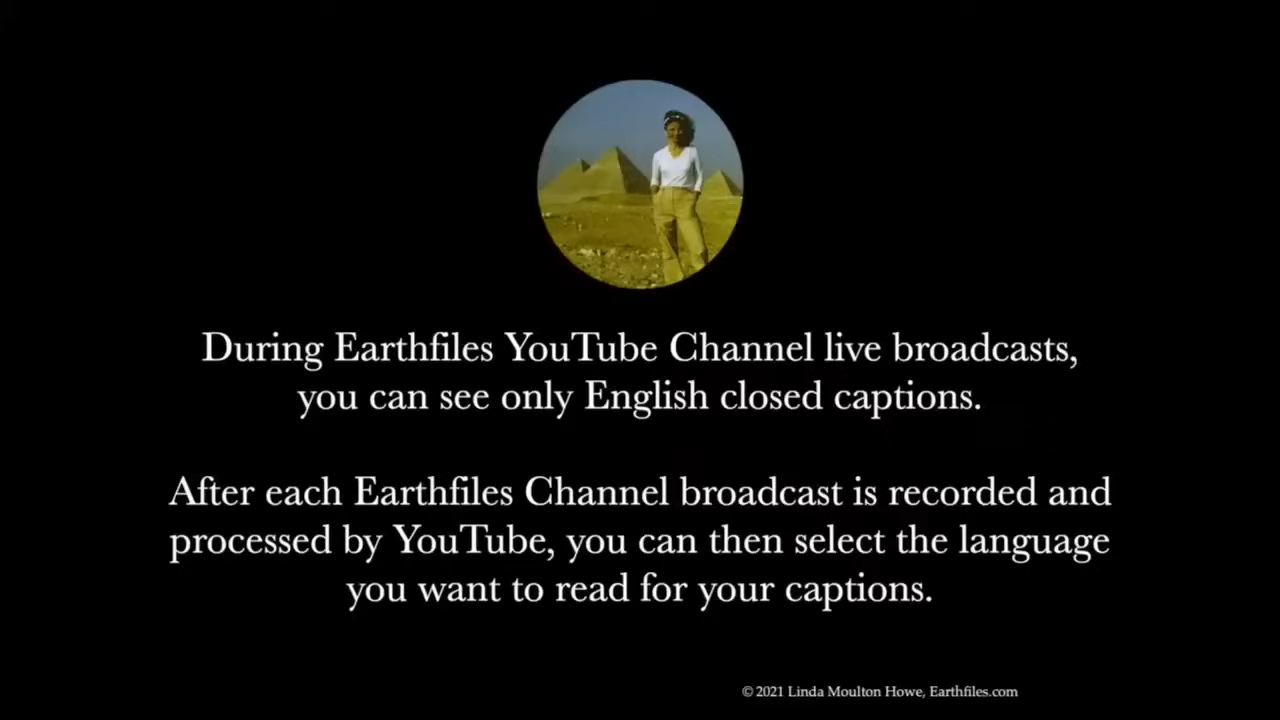 During Earthfiles YouTube Channel live broadcasts,
you can see only English closed captions.
After each Earthfiles Channel broadcast is recorded and
processed by YouTube, you can then select the language
you want to read for your captions.
© 2021 Linda Moulton Howe, Earthfiles.com